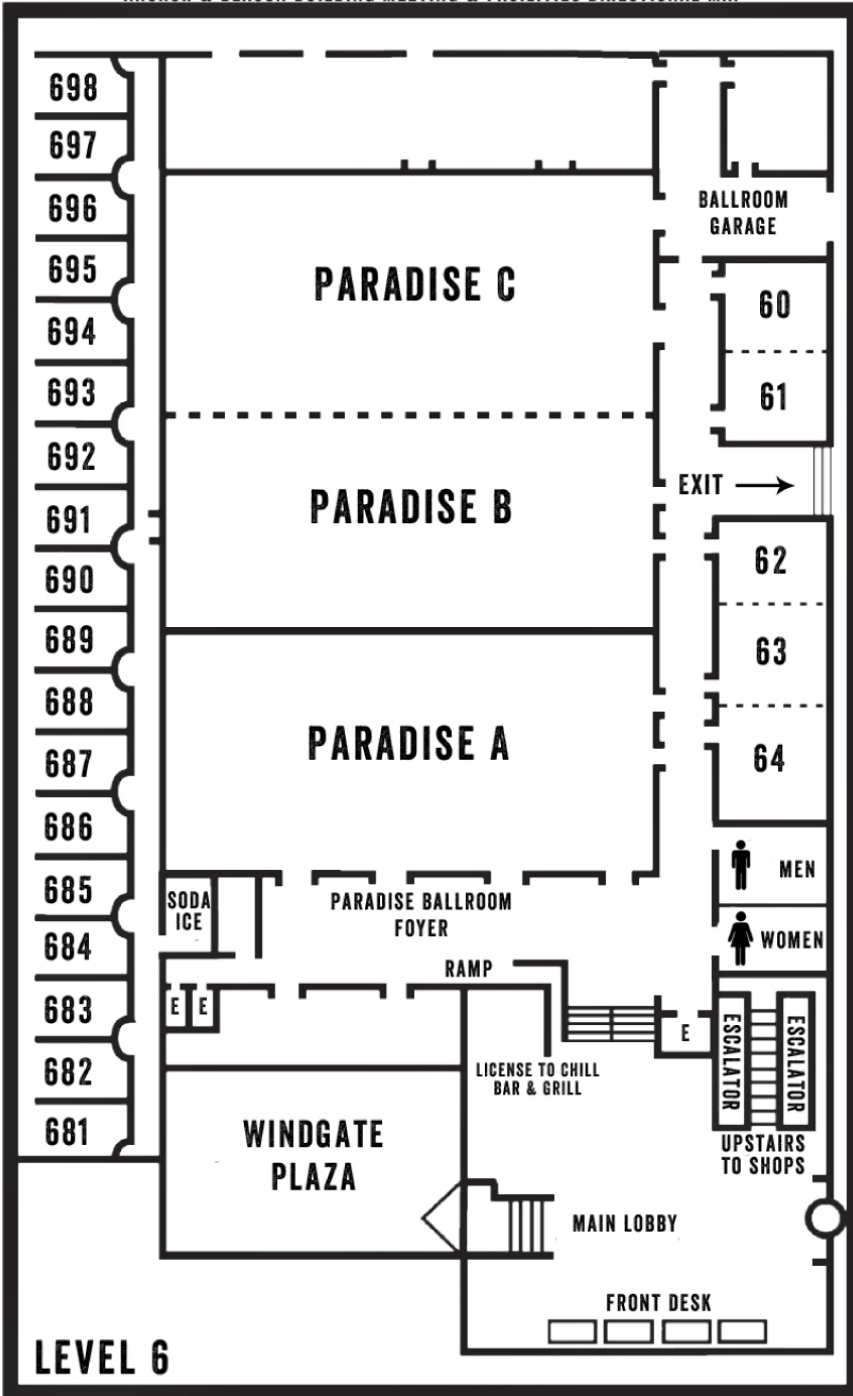 698
697
696
695
694
693
692
691
690
689
688
687
686
685
684
683
682
681
BALLROOM
GARAGE
PARADISE C
60
61
EXIT
PARADISE B
62
63
64
PARADISE A
MEN
WOMEN
SODA
ICE
PARADISE BALLROOM
FOYER
RAMP
E
E
E
ESCALATOR
ESCALATOR
LICENSE TO CHILL
BAR & GRILL
UPSTAIRS
TO SHOPS
WINDGATE
PLAZA
MAIN LOBBY
FRONT DESK
LEVEL 6